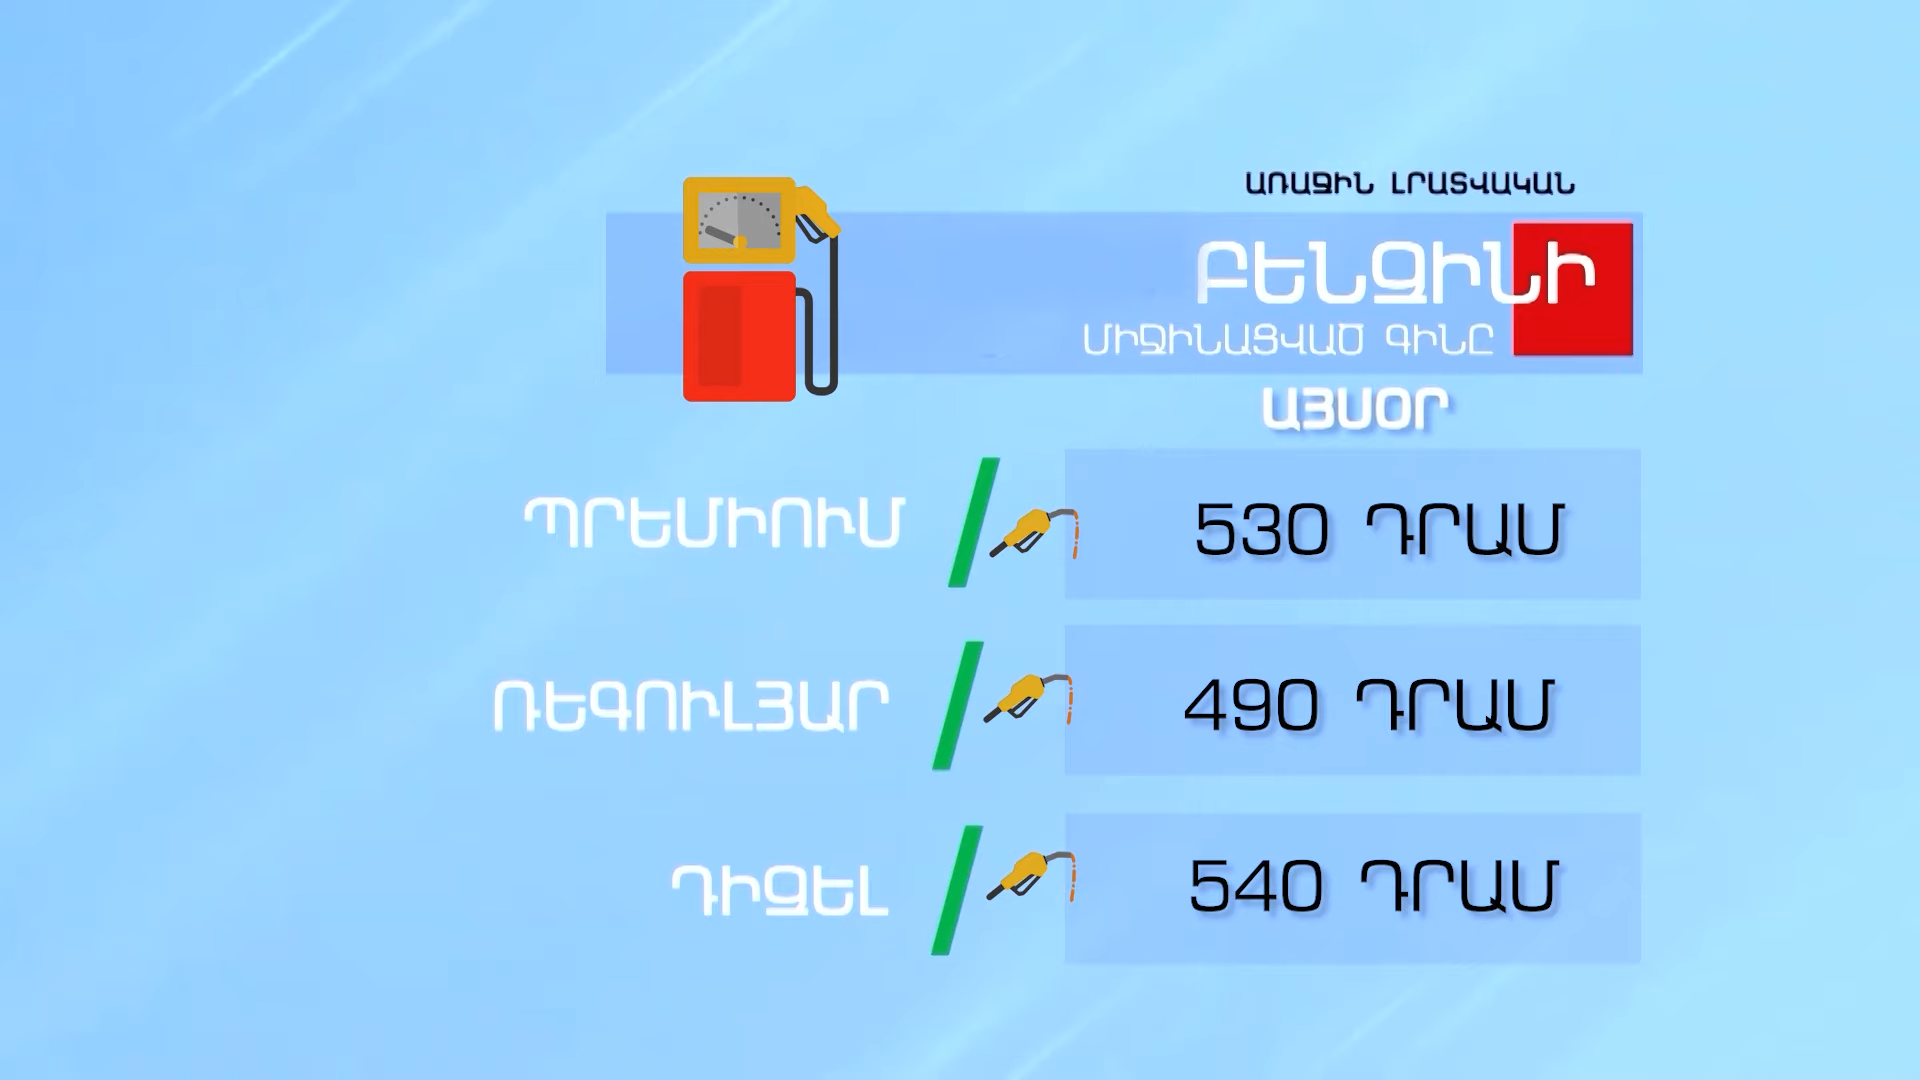 ԱՌԱՋԻՆ ԼՐԱՏՎԱԿԱՆ
ԲԵՆԶԻՆԻ
ՄԻՋԻՆԱՑՎԱԾ ԳԻՆԸ
ԱՅՍՕՐ
ՊՐԵՄԻՈՒՄ 530 ԴՐԱՄ
ՌԵԳՈՒԼՅԱՐ 490 ԴՐԱՄ
ԴԻԶԵԼ 540 ԴՐԱՄ